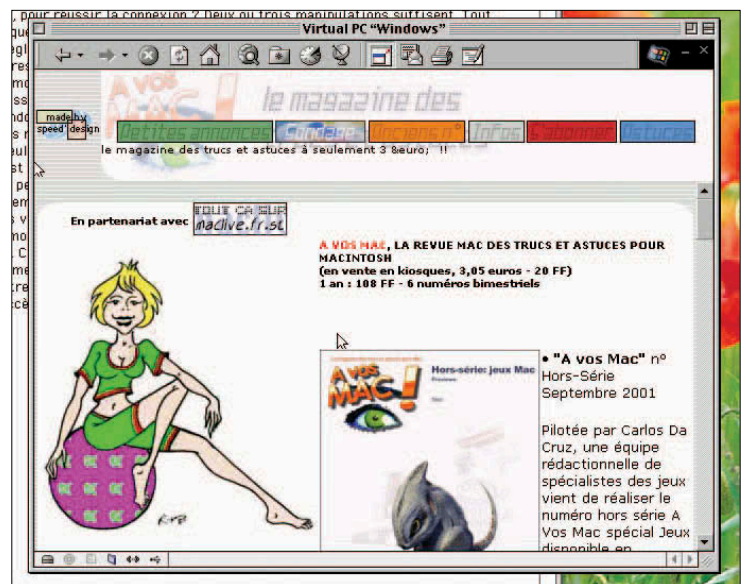 pour réussir la connexion ? Deux ou trois manipulations suffisent. Tout
Virtual PC “Windows”
A VOS MAC !
le magazine des
made by
speed' design
Petites annonces
Sondage
Anciens n°
Infos
S'abonner
Astuces
le magazine des trucs et astuces à seulement 3 &euro; !!
En partenariat avec
TOUT ÇA SUR
maclive.fr.st
A VOS MAC, LA REVUE MAC DES TRUCS ET ASTUCES POUR
MACINTOSH
(en vente en kiosques, 3,05 euros - 20 FF)
1 an : 108 FF - 6 numéros bimestriels
A VOS MAC !
Hors-série: jeux Mac
• "A vos Mac" n°
Hors-Série
Septembre 2001
Pilotée par Carlos Da
Cruz, une équipe
rédactionnelle de
spécialistes des jeux
vient de réaliser le
numéro hors série A
Vos Mac spécial Jeux
disponible en